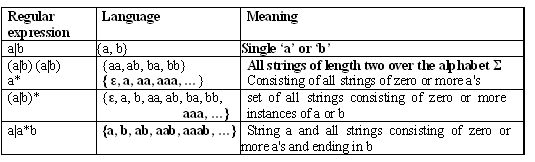 Regular expression Language Meaning
a|b {a, b} Single ‘a’ or ‘b’
(a|b) (a|b) {aa, ab, ba, bb} All strings of length two over the alphabet Σ
a* { ε, a, aa, aaa, … } Consisting of all strings of zero or more a's
(a|b)* {ε, a, b, aa, ab, ba, bb, set of all strings consisting of zero or more
aaa, …} instances of a or b
a|a*b {a, b, ab, aab, aaab, …} String a and all strings consisting of zero or
more a's and ending in b